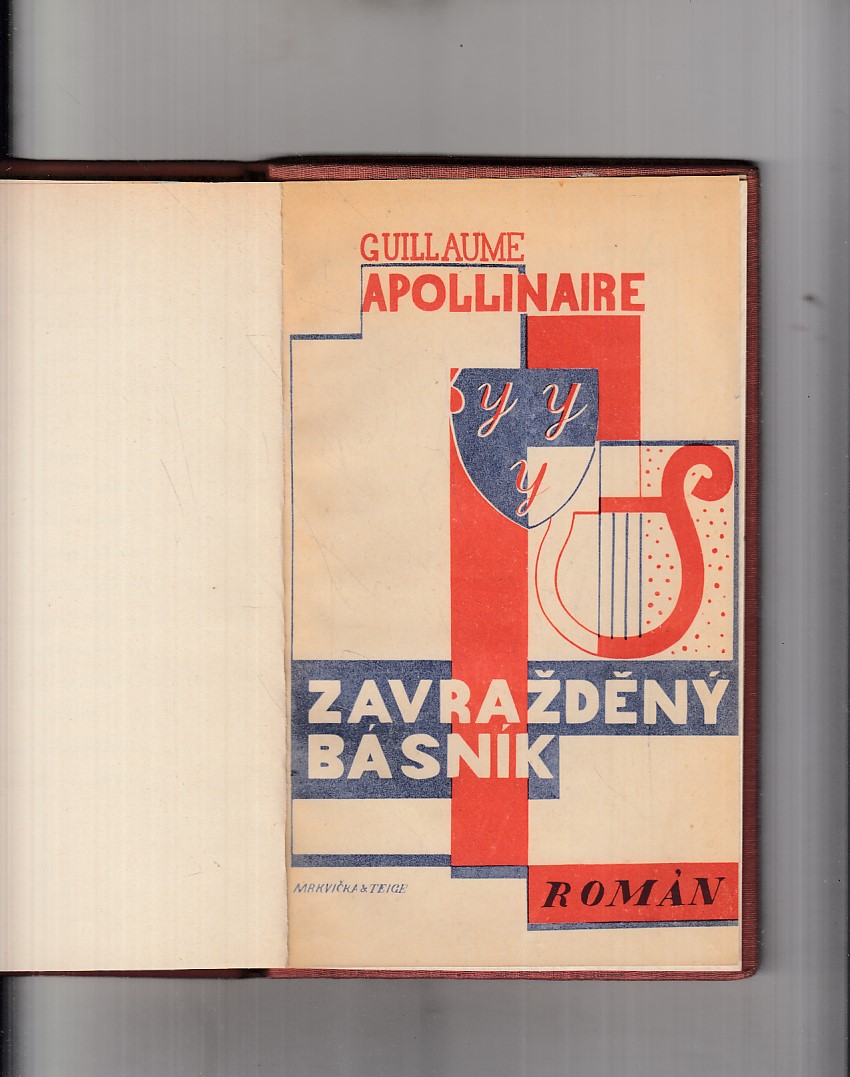 GUILLAUME
APOLLINAIRE
y y
y
ZAVRAŽDĚNÝ
BÁSNÍK
MRKVIČKA & TEIGE
ROMÁN